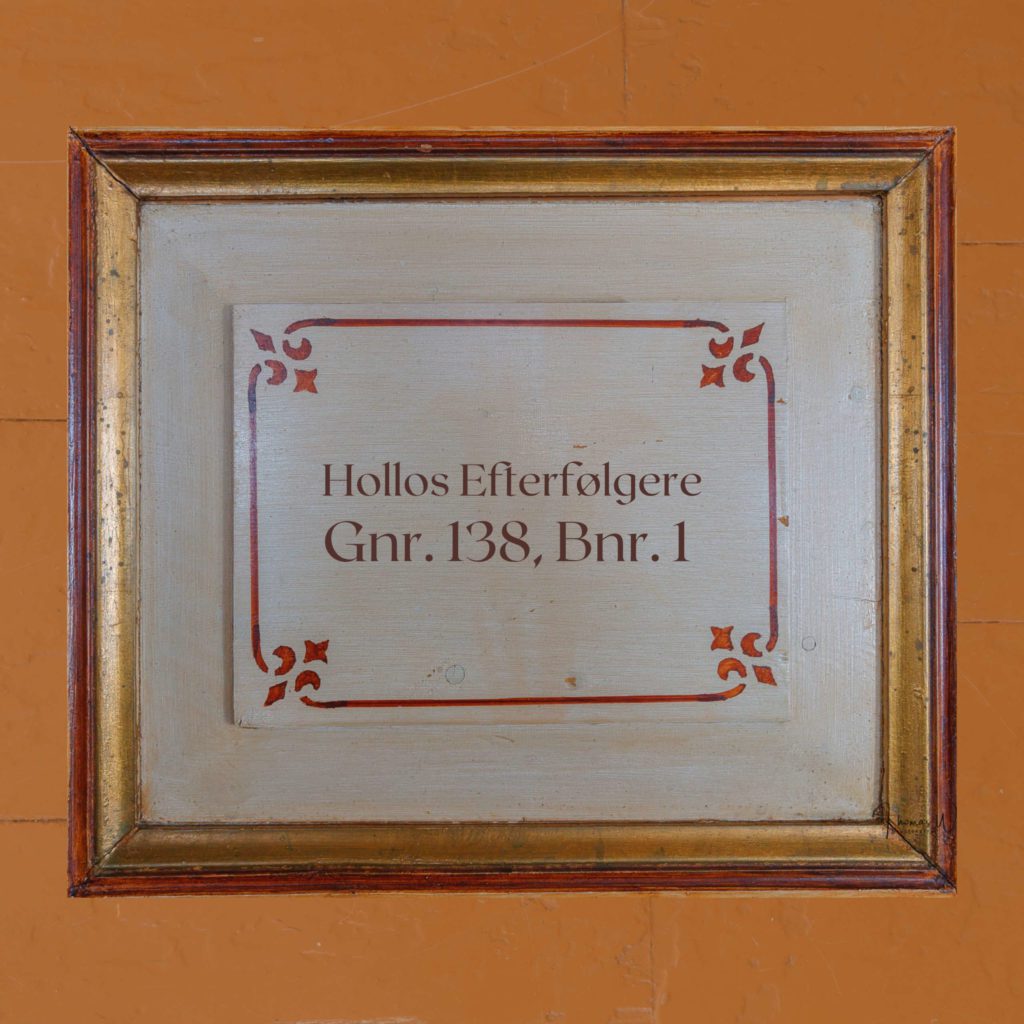 Hollos Efterfølgere
Gnr. 138, Bnr. 1